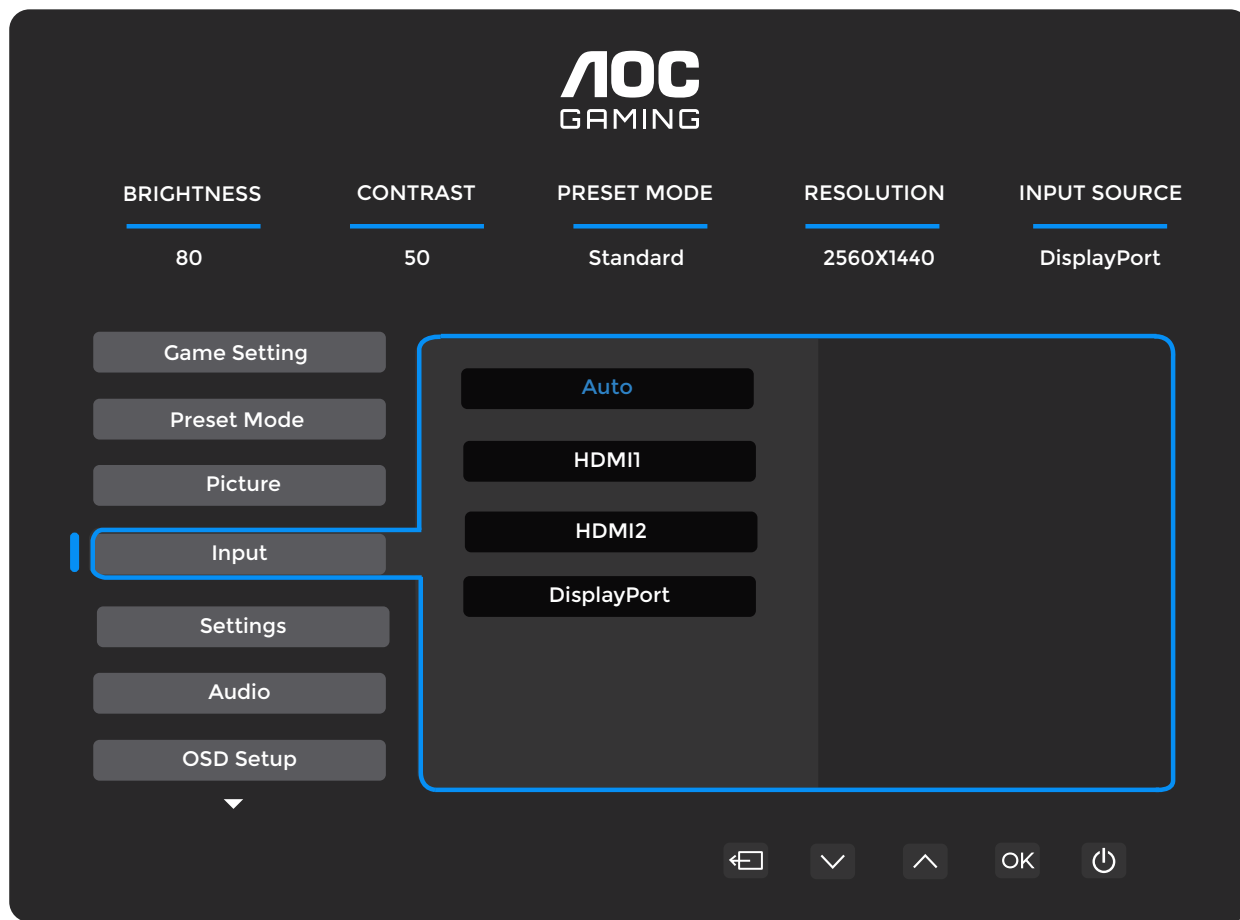 AOC
GAMING
BRIGHTNESS CONTRAST PRESET MODE RESOLUTION INPUT SOURCE
80 50 Standard 2560X1440 DisplayPort
Game Setting
Auto
Preset Mode
HDMI1
Picture
HDMI2
Input
DisplayPort
Settings
Audio
OSD Setup
OK